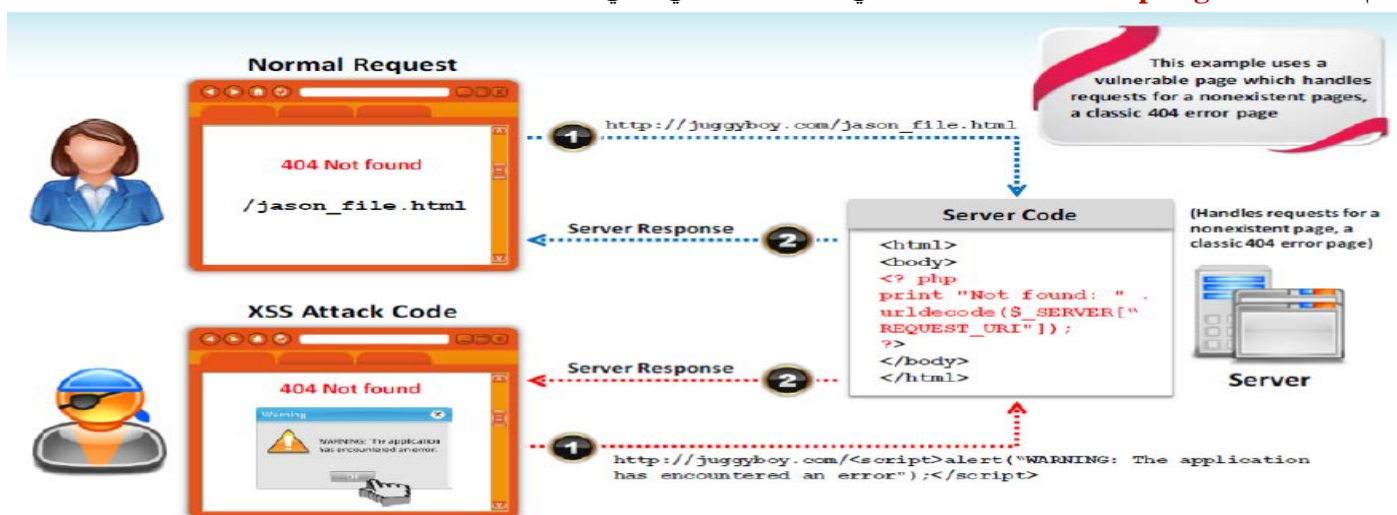 Normal Request
This example uses a
vulnerable page which handles
requests for a nonexistent pages,
a classic 404 error page
1
http://juggyboy.com/jason_file.html
404 Not found
/jason_file.html
Server Response
2
Server Code
<html>
<body>
<? php
print "Not found: " .
urldecode($_SERVER["
REQUEST_URI"]);
?>
</body>
</html>
(Handles requests for a
nonexistent page, a
classic 404 error page)
Server
XSS Attack Code
Server Response
2
404 Not found
Warning
WARNING: The application
has encountered an error.
1
http://juggyboy.com/<script>alert("WARNING: The application
has encountered an error");</script>